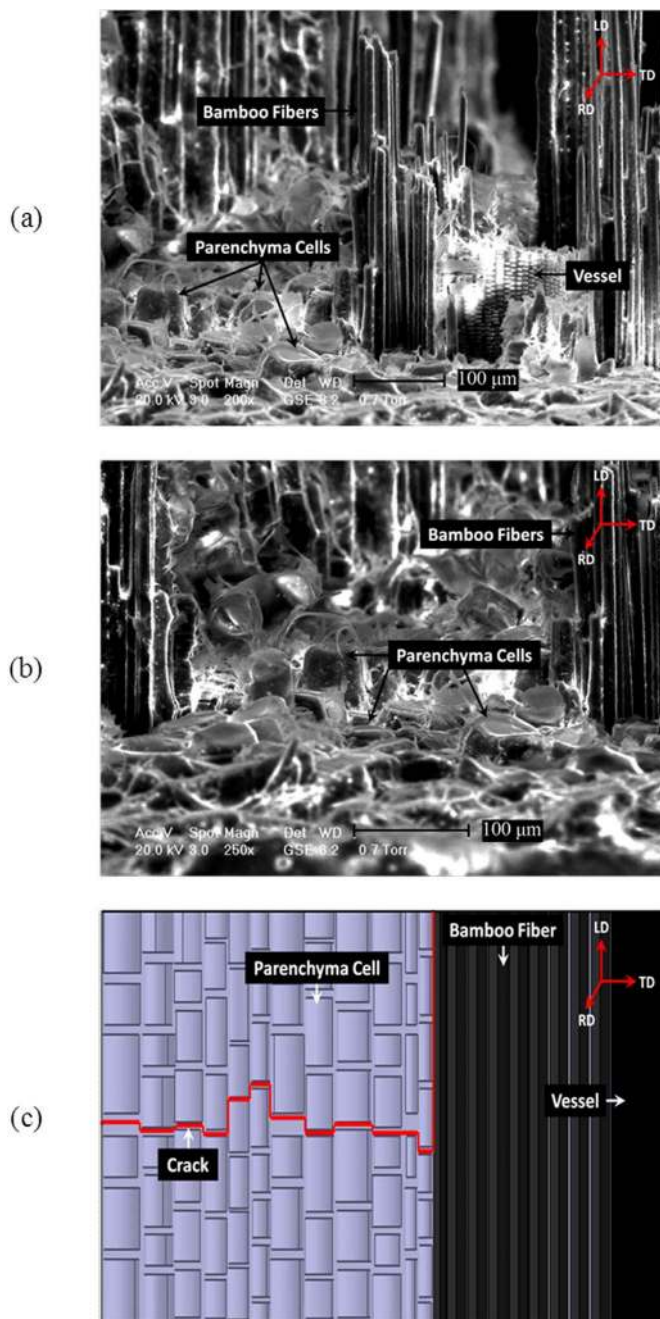 (a)
LD
TD
RD
Bamboo Fibers
Parenchyma Cells
Vessel
Acc.V Spot Magn Det WD
20.0 kV 3.0 200x GSE 8.2 0.7 Torr
100 μm
(b)
LD
TD
RD
Bamboo Fibers
Parenchyma Cells
Acc.V Spot Magn Det WD
20.0 kV 3.0 250x GSE 8.2 0.7 Torr
100 μm
(c)
Bamboo Fiber
LD
TD
RD
Parenchyma Cell
Vessel
Crack